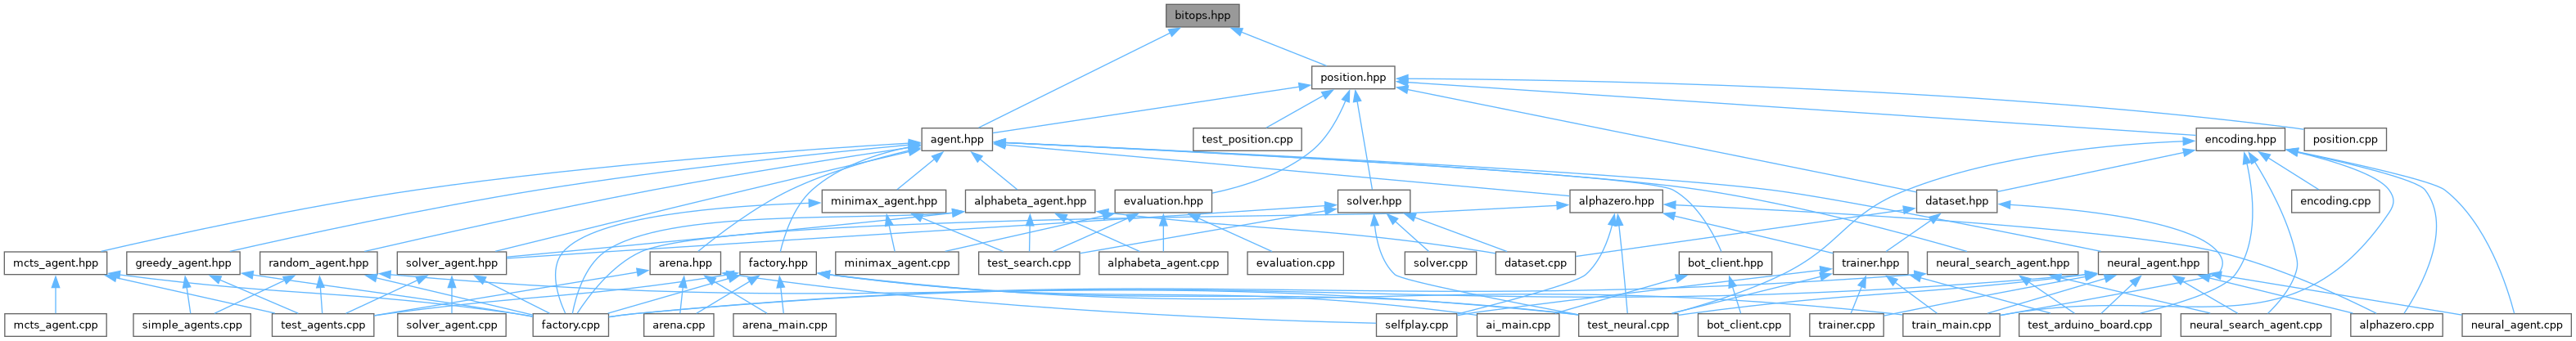 bitops.hpp
position.hpp
agent.hpp
test_position.cpp
encoding.hpp
position.cpp
minimax_agent.hpp
alphabeta_agent.hpp
evaluation.hpp
solver.hpp
alphazero.hpp
dataset.hpp
encoding.cpp
mcts_agent.hpp
greedy_agent.hpp
random_agent.hpp
solver_agent.hpp
arena.hpp
factory.hpp
minimax_agent.cpp
test_search.cpp
alphabeta_agent.cpp
evaluation.cpp
solver.cpp
dataset.cpp
bot_client.hpp
trainer.hpp
neural_search_agent.hpp
neural_agent.hpp
mcts_agent.cpp
simple_agents.cpp
test_agents.cpp
solver_agent.cpp
factory.cpp
arena.cpp
arena_main.cpp
selfplay.cpp
ai_main.cpp
test_neural.cpp
bot_client.cpp
trainer.cpp
train_main.cpp
test_arduino_board.cpp
neural_search_agent.cpp
alphazero.cpp
neural_agent.cpp